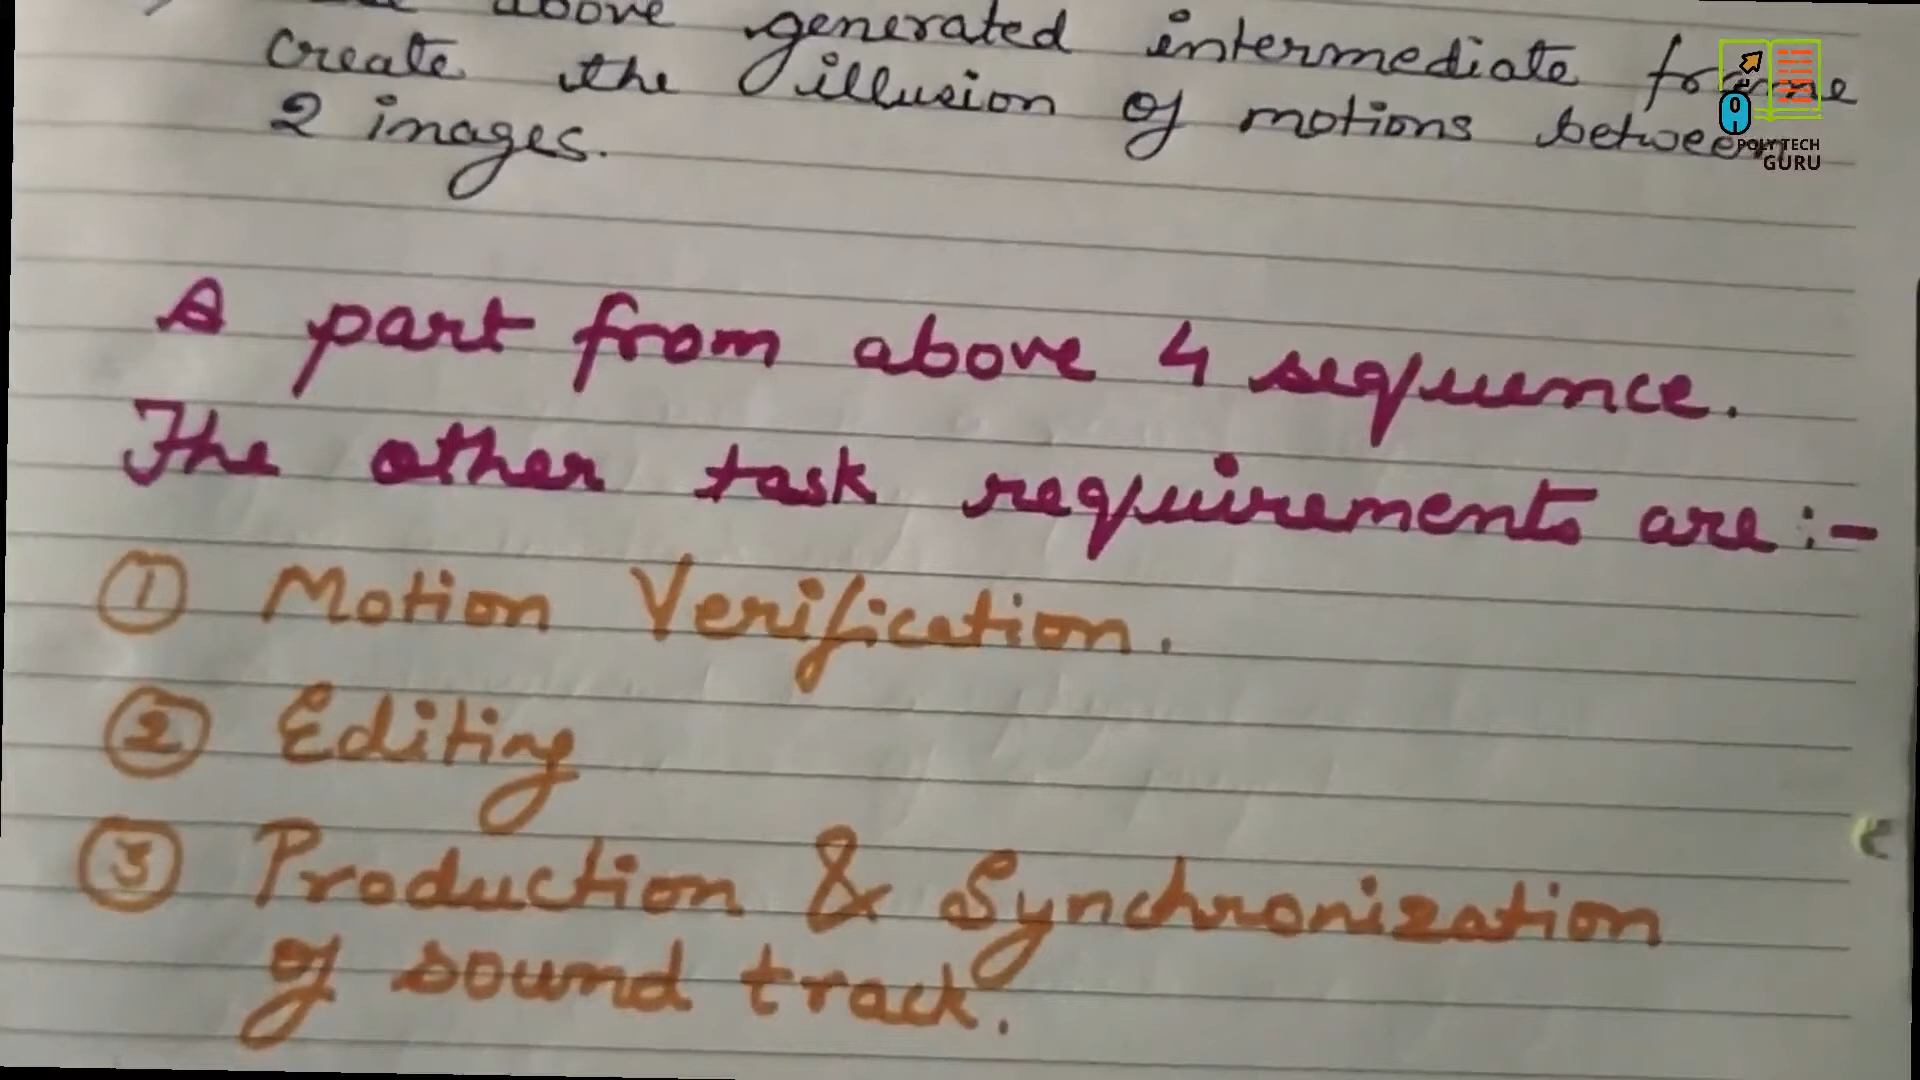 above generated intermediate frame
create the illusion of motions between
2 images.
A part from above 4 sequence.
The other task requirements are:-
① Motion Verification.
② Editing
③ Production & Synchronization
of sound track.
POLY TECH
GURU